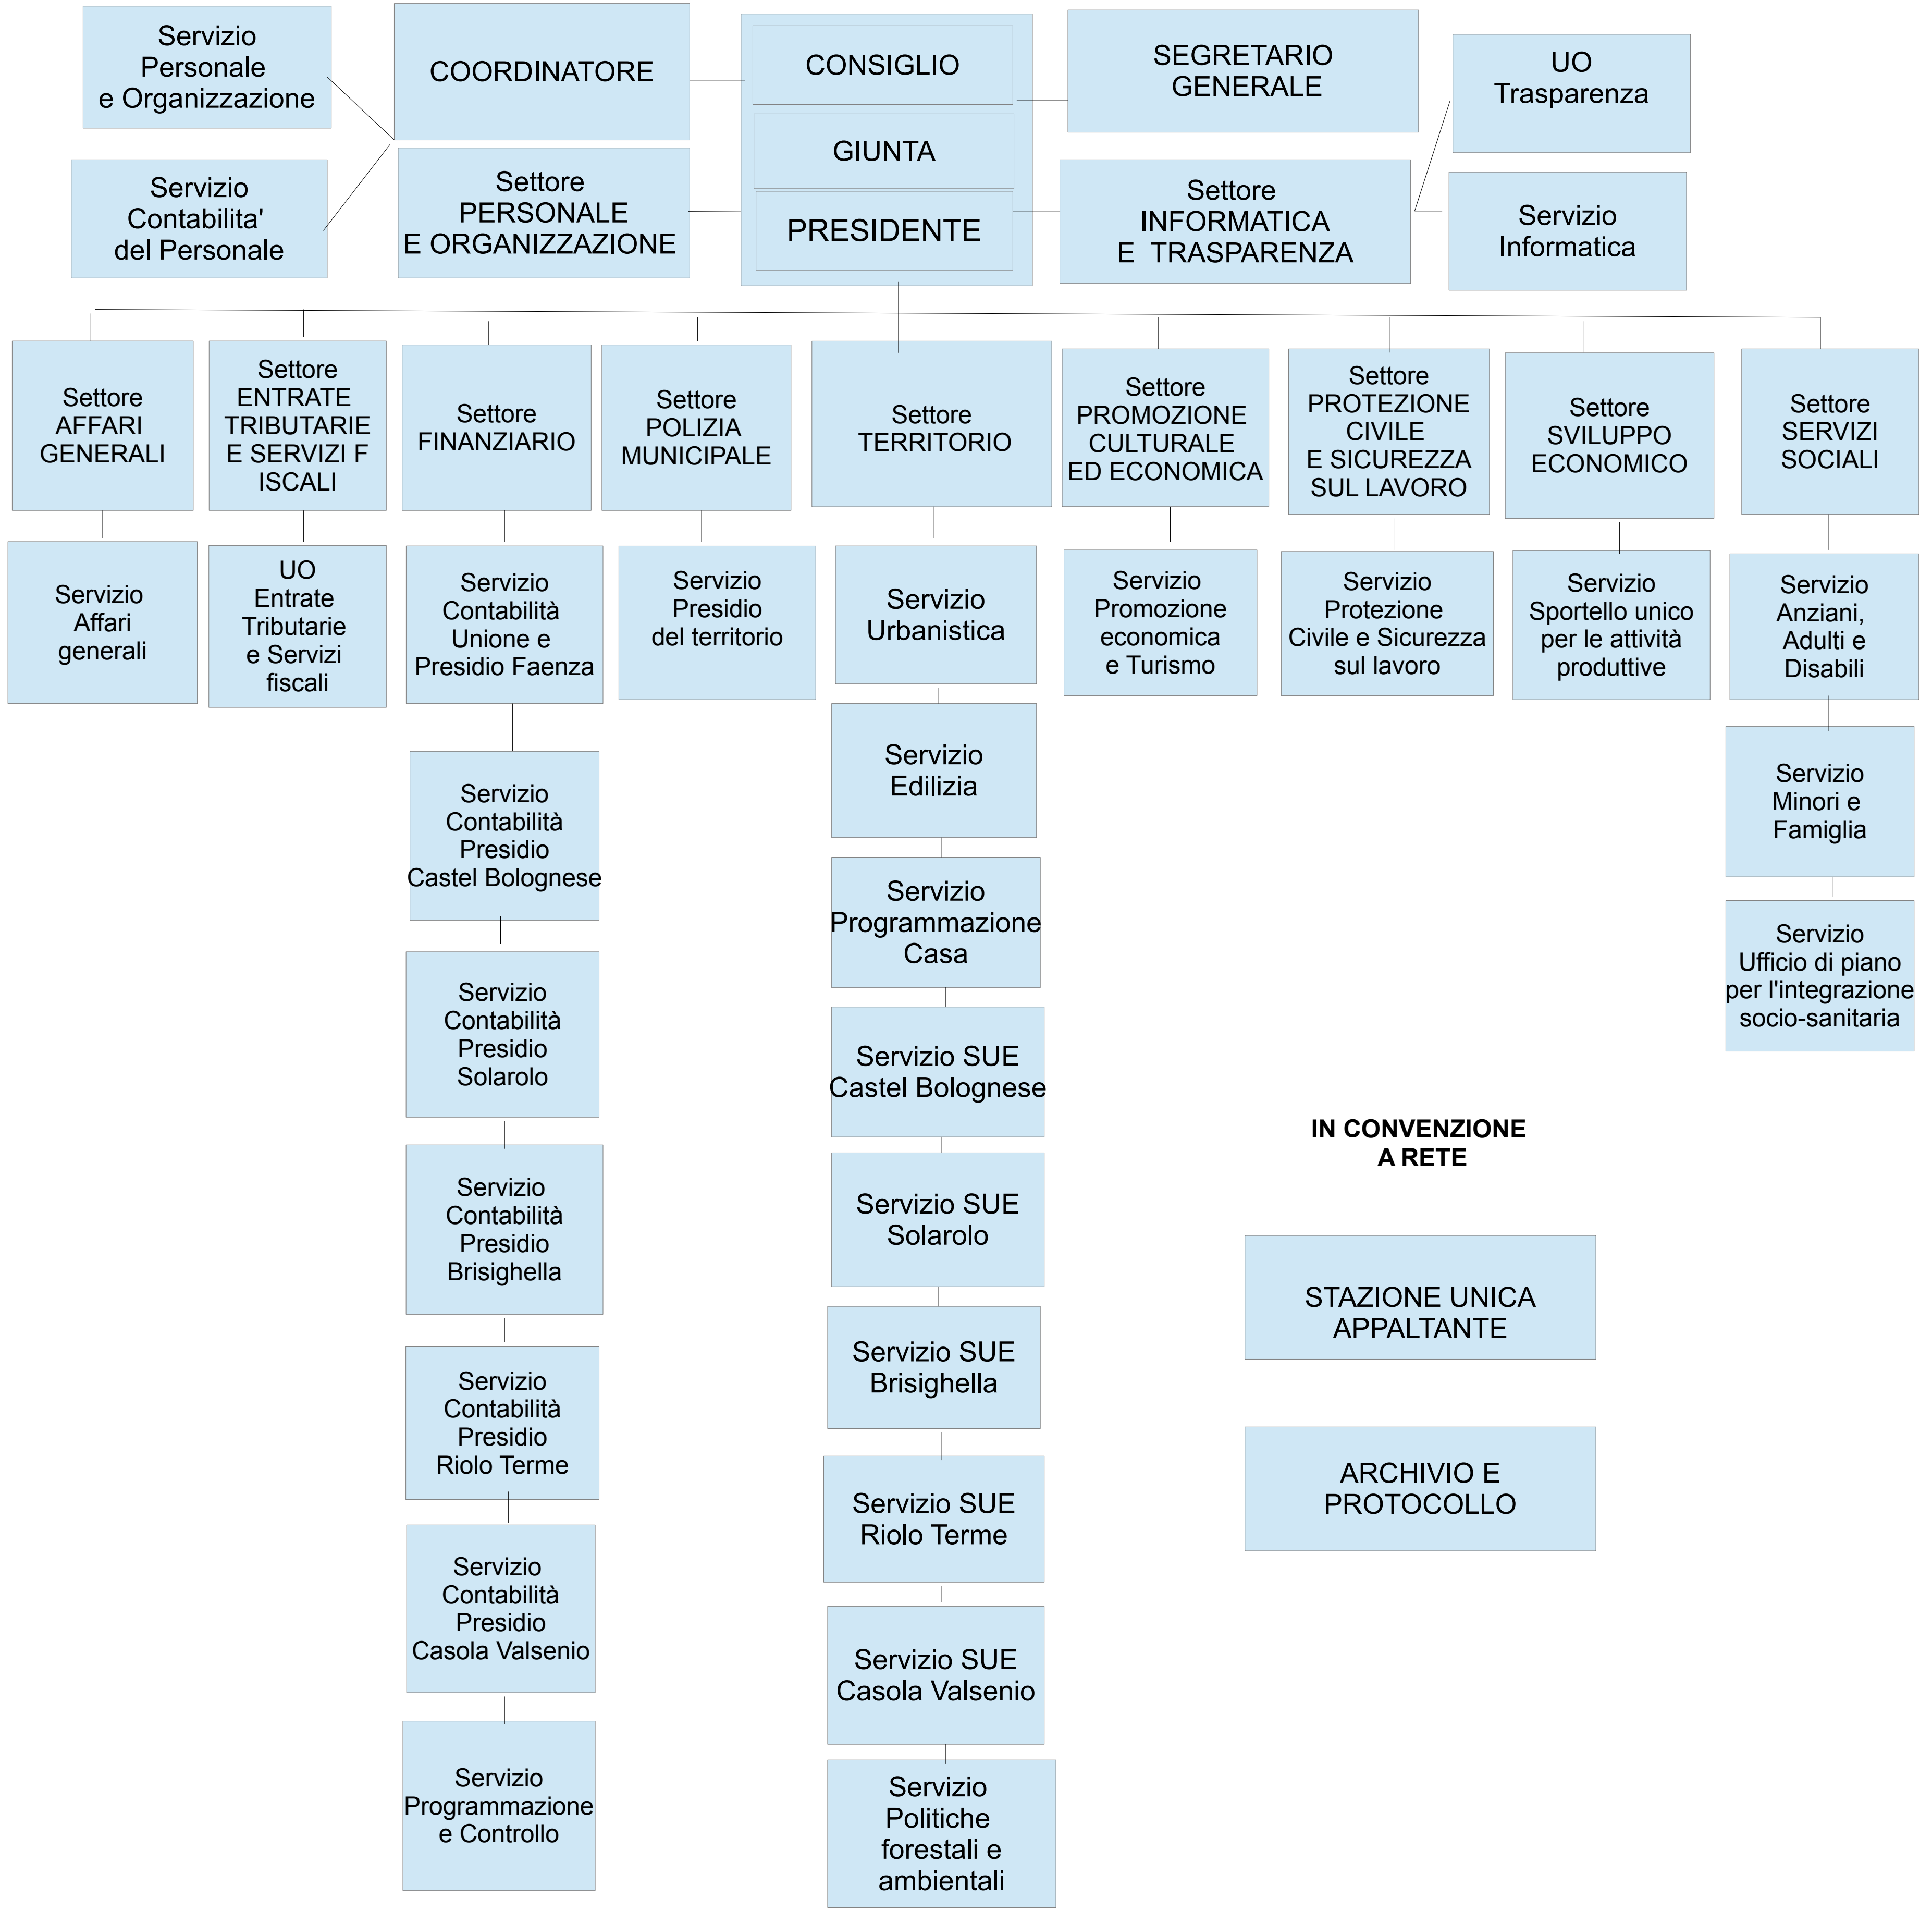 Servizio
Personale
e Organizzazione
COORDINATORE
CONSIGLIO
SEGRETARIO
GENERALE
UO
Trasparenza
GIUNTA
Servizio
Contabilita'
del Personale
Settore
PERSONALE
E ORGANIZZAZIONE
PRESIDENTE
Settore
INFORMATICA
E TRASPARENZA
Servizio
Informatica
Settore
AFFARI
GENERALI
Settore
ENTRATE
TRIBUTARIE
E SERVIZI F
ISCALI
Settore
FINANZIARIO
Settore
POLIZIA
MUNICIPALE
Settore
TERRITORIO
Settore
PROMOZIONE
CULTURALE
ED ECONOMICA
Settore
PROTEZIONE
CIVILE
E SICUREZZA
SUL LAVORO
Settore
SVILUPPO
ECONOMICO
Settore
SERVIZI
SOCIALI
Servizio
Affari
generali
UO
Entrate
Tributarie
e Servizi
fiscali
Servizio
Contabilità
Unione e
Presidio Faenza
Servizio
Presidio
del territorio
Servizio
Urbanistica
Servizio
Promozione
economica
e Turismo
Servizio
Protezione
Civile e Sicurezza
sul lavoro
Servizio
Sportello unico
per le attività
produttive
Servizio
Anziani,
Adulti e
Disabili
Servizio
Contabilità
Presidio
Castel Bolognese
Servizio
Edilizia
Servizio
Minori e
Famiglia
Servizio
Programmazione
Casa
Servizio
Ufficio di piano
per l'integrazione
socio-sanitaria
Servizio
Contabilità
Presidio
Solarolo
Servizio SUE
Castel Bolognese
IN CONVENZIONE
A RETE
Servizio
Contabilità
Presidio
Brisighella
Servizio SUE
Solarolo
STAZIONE UNICA
APPALTANTE
Servizio
Contabilità
Presidio
Riolo Terme
Servizio SUE
Brisighella
ARCHIVIO E
PROTOCOLLO
Servizio SUE
Riolo Terme
Servizio
Contabilità
Presidio
Casola Valsenio
Servizio SUE
Casola Valsenio
Servizio
Programmazione
e Controllo
Servizio
Politiche
forestali e
ambientali